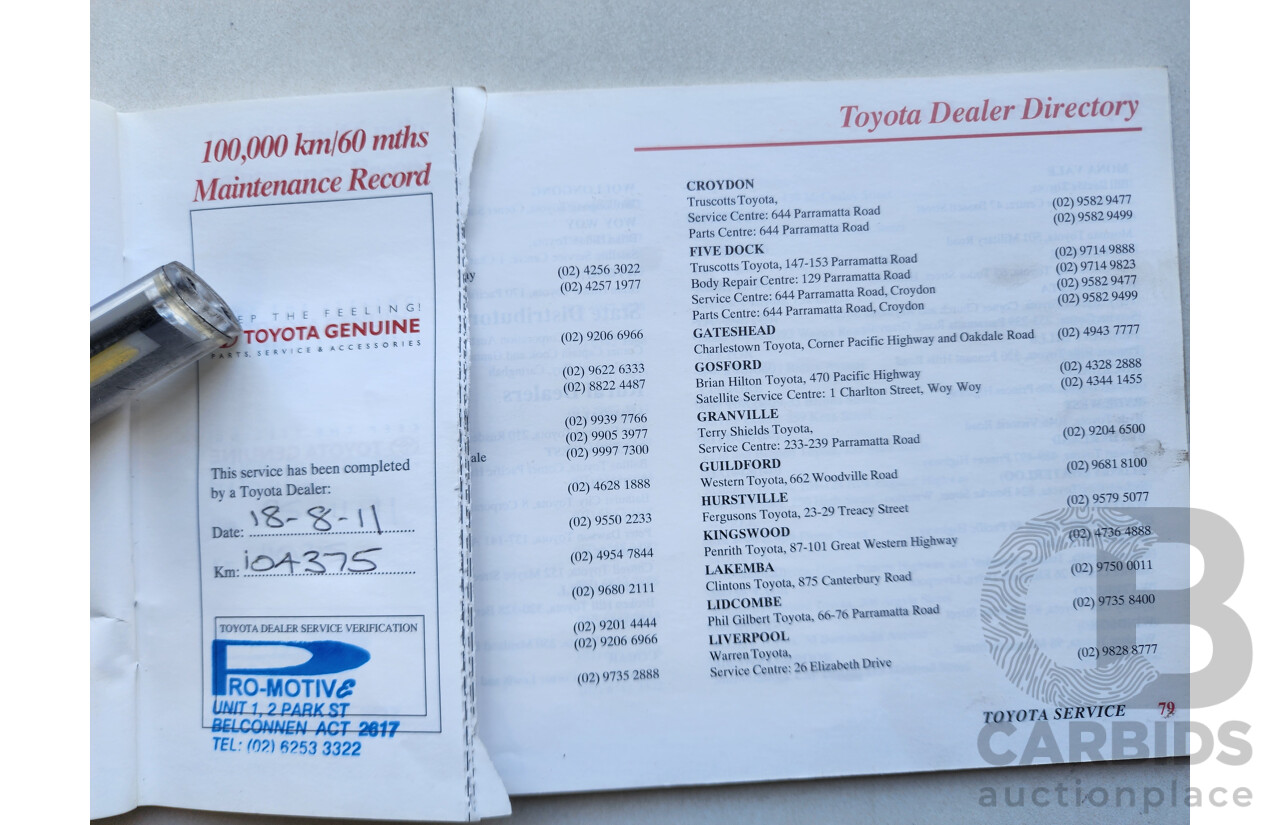 100,000 km/60 mths
Maintenance Record
EP THE FEELING!
TOYOTA GENUINE
PARTS, SERVICE & ACCESSORIES
This service has been completed
by a Toyota Dealer:
Date: 18-8-11
Km: 104375
TOYOTA DEALER SERVICE VERIFICATION
PRO-MOTIVE
UNIT 1, 2 PARK ST
BELCONNEN ACT 2617
TEL: (02) 6253 3322
(02) 4256 3022
(02) 4257 1977
(02) 9206 6966
(02) 9622 6333
(02) 8822 4487
(02) 9939 7766
(02) 9905 3977
ale (02) 9997 7300
(02) 4628 1888
(02) 9550 2233
(02) 4954 7844
(02) 9680 2111
(02) 9201 4444
(02) 9206 6966
(02) 9735 2888
Toyota Dealer Directory
CROYDON
Truscotts Toyota,
Service Centre: 644 Parramatta Road (02) 9582 9477
Parts Centre: 644 Parramatta Road (02) 9582 9499
FIVE DOCK
Truscotts Toyota, 147-153 Parramatta Road (02) 9714 9888
Body Repair Centre: 129 Parramatta Road (02) 9714 9823
Service Centre: 644 Parramatta Road, Croydon (02) 9582 9477
Parts Centre: 644 Parramatta Road, Croydon (02) 9582 9499
GATESHEAD
Charlestown Toyota, Corner Pacific Highway and Oakdale Road (02) 4943 7777
GOSFORD
Brian Hilton Toyota, 470 Pacific Highway (02) 4328 2888
Satellite Service Centre: 1 Charlton Street, Woy Woy (02) 4344 1455
GRANVILLE
Terry Shields Toyota,
Service Centre: 233-239 Parramatta Road (02) 9204 6500
GUILDFORD
Western Toyota, 662 Woodville Road (02) 9681 8100
HURSTVILLE
Fergusons Toyota, 23-29 Treacy Street (02) 9579 5077
KINGSWOOD
Penrith Toyota, 87-101 Great Western Highway (02) 4736 4888
LAKEMBA
Clintons Toyota, 875 Canterbury Road (02) 9750 0011
LIDCOMBE
Phil Gilbert Toyota, 66-76 Parramatta Road (02) 9735 8400
LIVERPOOL
Warren Toyota,
Service Centre: 26 Elizabeth Drive (02) 9828 8777
TOYOTA SERVICE 79
CB
CARBIDS
auctionplace